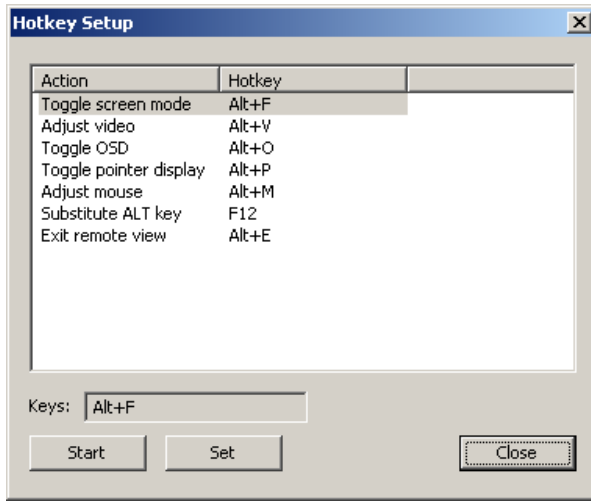 Hotkey Setup
Action Hotkey
Toggle screen mode Alt+F
Adjust video Alt+V
Toggle OSD Alt+O
Toggle pointer display Alt+P
Adjust mouse Alt+M
Substitute ALT key F12
Exit remote view Alt+E
Keys: Alt+F
Start Set Close